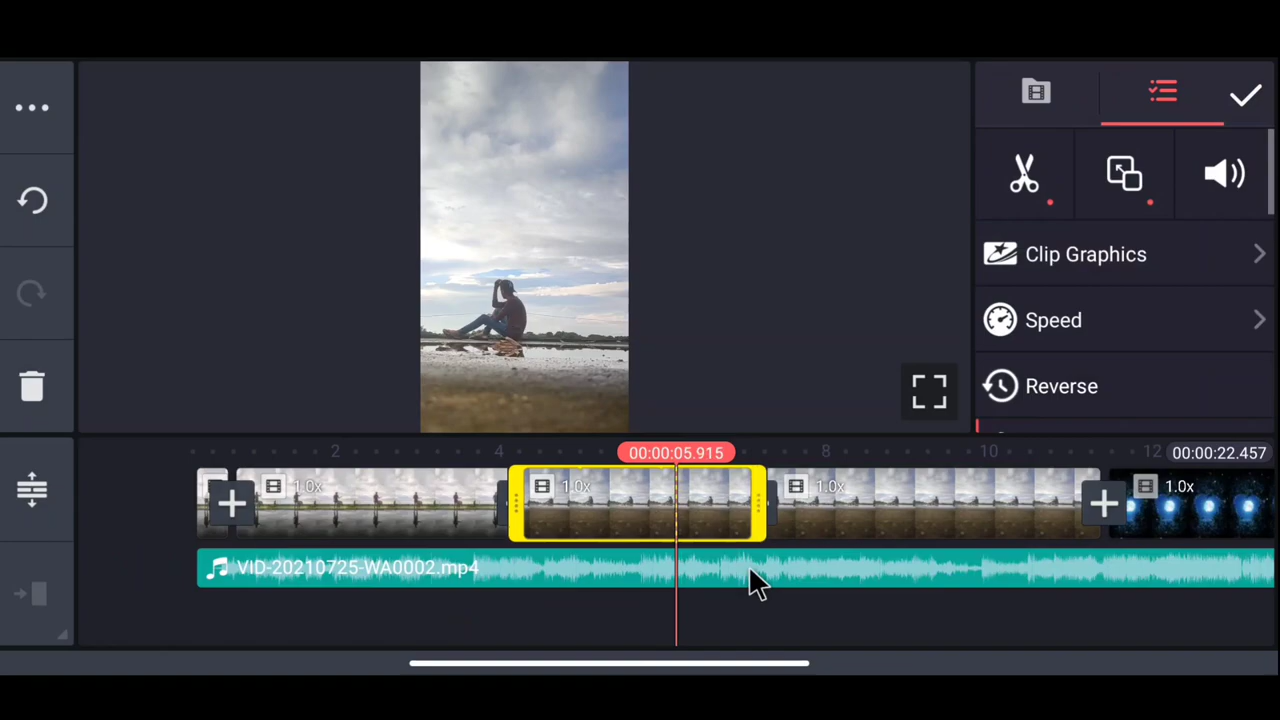 Clip Graphics
Speed
Reverse
2
4
00:00:05.915
8
10
12
00:00:22.457
1.0x
1.0x
1.0x
1.0x
VID-20210725-WA0002.mp4